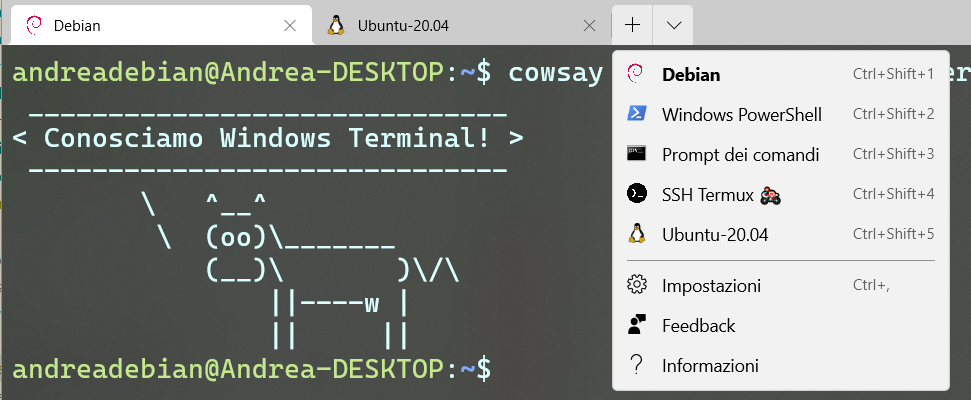 Debian
Ubuntu-20.04
andreadebian@Andrea-DESKTOP:~$ cowsay
er
< Conosciamo Windows Terminal! >
\ ^__^
\ (oo)\_______
(__)\ )\/\
||----w |
|| ||
andreadebian@Andrea-DESKTOP:~$
Debian Ctrl+Shift+1
Windows PowerShell Ctrl+Shift+2
Prompt dei comandi Ctrl+Shift+3
SSH Termux 🏍 Ctrl+Shift+4
Ubuntu-20.04 Ctrl+Shift+5
Impostazioni Ctrl+,
Feedback
Informazioni